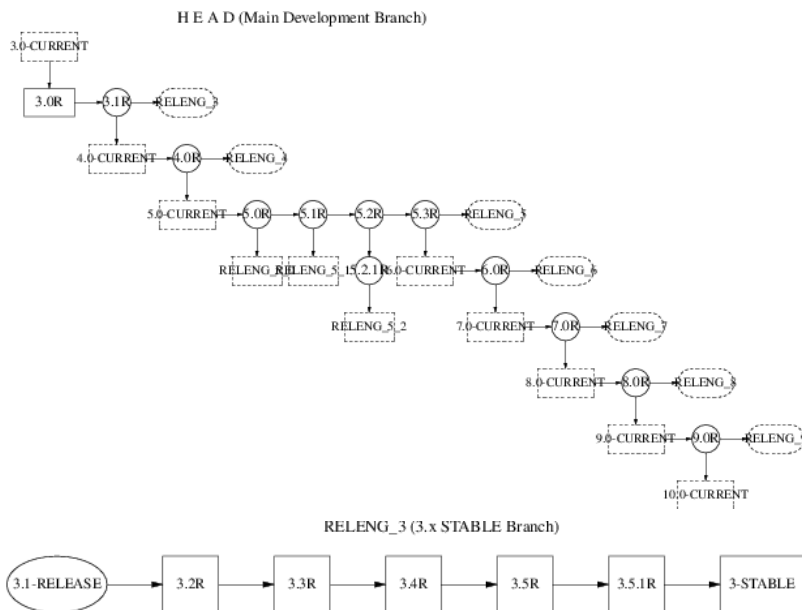 H E A D (Main Development Branch)
3.0-CURRENT
3.0R
3.1R
RELENG_3
4.0-CURRENT
4.0R
RELENG_4
5.0-CURRENT
5.0R
5.1R
5.2R
5.3R
RELENG_5
RELENG_5_1
5.2.1R
6.0-CURRENT
6.0R
RELENG_6
RELENG_5_2
7.0-CURRENT
7.0R
RELENG_7
8.0-CURRENT
8.0R
RELENG_8
9.0-CURRENT
9.0R
RELENG_9
10.0-CURRENT
RELENG_3 (3.x STABLE Branch)
3.1-RELEASE
3.2R
3.3R
3.4R
3.5R
3.5.1R
3-STABLE